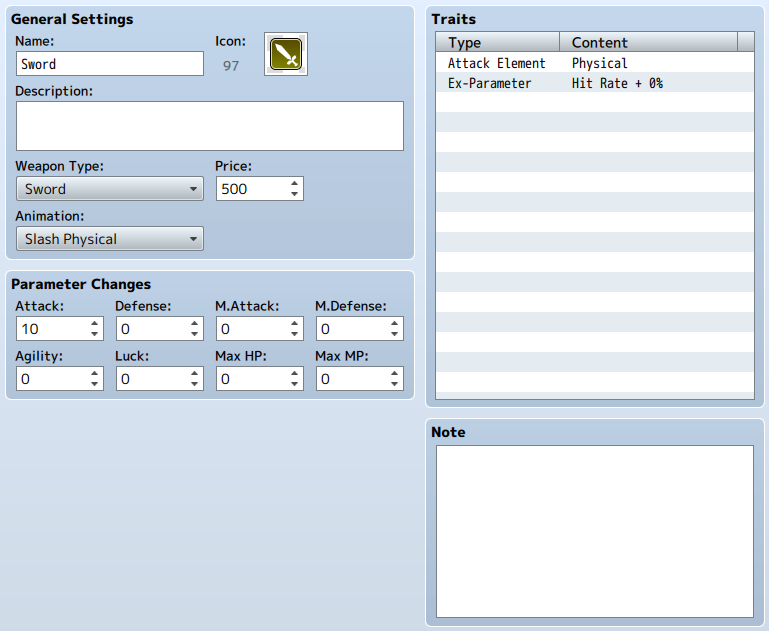 General Settings
Name: Icon:
Sword 97
Description:
Weapon Type: Price:
Sword 500
Animation:
Slash Physical
Parameter Changes
Attack: Defense: M.Attack: M.Defense:
10 0 0 0
Agility: Luck: Max HP: Max MP:
0 0 0 0
Traits
Type Content
Attack Element Physical
Ex-Parameter Hit Rate + 0%
Note